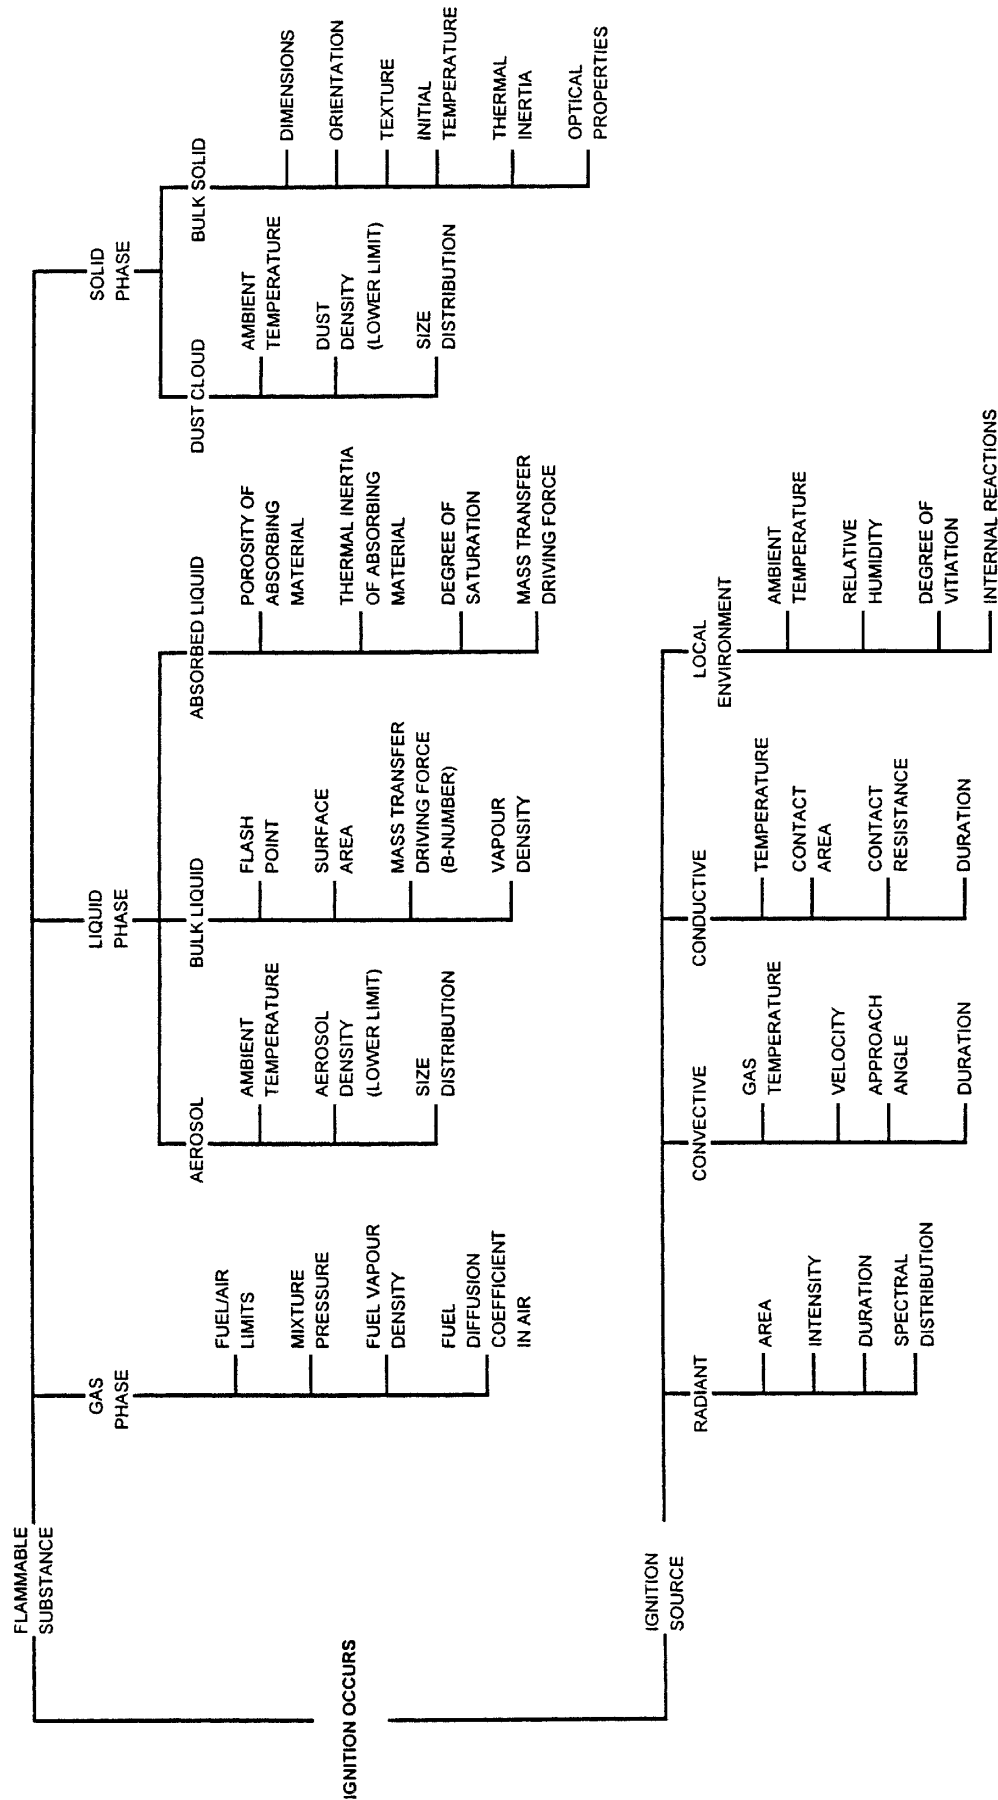 IGNITION OCCURS
FLAMMABLE
SUBSTANCE
GAS
PHASE
FUEL/AIR
LIMITS
MIXTURE
PRESSURE
FUEL VAPOUR
DENSITY
FUEL
DIFFUSION
COEFFICIENT
IN AIR
LIQUID
PHASE
AEROSOL
AMBIENT
TEMPERATURE
AEROSOL
DENSITY
(LOWER LIMIT)
SIZE
DISTRIBUTION
BULK LIQUID
FLASH
POINT
SURFACE
AREA
MASS TRANSFER
DRIVING FORCE
(B-NUMBER)
VAPOUR
DENSITY
ABSORBED LIQUID
POROSITY OF
ABSORBING
MATERIAL
THERMAL INERTIA
OF ABSORBING
MATERIAL
DEGREE OF
SATURATION
MASS TRANSFER
DRIVING FORCE
SOLID
PHASE
DUST CLOUD
AMBIENT
TEMPERATURE
DUST
DENSITY
(LOWER LIMIT)
SIZE
DISTRIBUTION
BULK SOLID
DIMENSIONS
ORIENTATION
TEXTURE
INITIAL
TEMPERATURE
THERMAL
INERTIA
OPTICAL
PROPERTIES
IGNITION
SOURCE
RADIANT
AREA
INTENSITY
DURATION
SPECTRAL
DISTRIBUTION
CONVECTIVE
GAS
TEMPERATURE
VELOCITY
APPROACH
ANGLE
DURATION
CONDUCTIVE
TEMPERATURE
CONTACT
AREA
CONTACT
RESISTANCE
DURATION
LOCAL
ENVIRONMENT
AMBIENT
TEMPERATURE
RELATIVE
HUMIDITY
DEGREE OF
VITIATION
INTERNAL REACTIONS